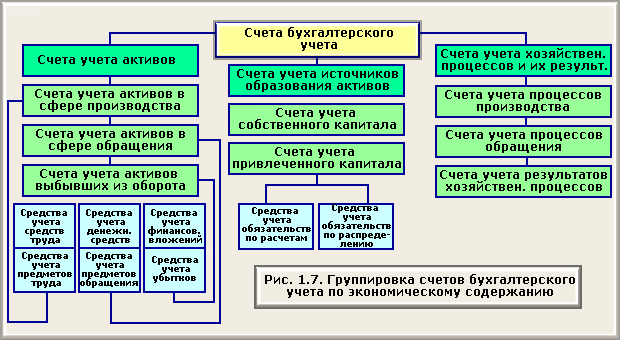 Счета бухгалтерского
учета
Счета учета активов
Счета учета активов в
сфере производства
Счета учета активов в
сфере обращения
Счета учета активов
выбывших из оборота
Средства
учета
средств
труда
Средства
учета
денежн.
средств
Средства
учета
финансов.
вложений
Средства
учета
предметов
труда
Средства
учета
предметов
обращения
Средства
учета
убытков
Счета учета источников
образования активов
Счета учета
собственного капитала
Счета учета
привлеченного капитала
Средства
учета
обязательств
по расчетам
Средства
учета
обязательств
по распреде-
лению
Счета учета хозяйствен.
процессов и их результ.
Счета учета процессов
производства
Счета учета процессов
обращения
Счета учета результатов
хозяйствен. процессов
Рис. 1.7. Группировка счетов бухгалтерского
учета по экономическому содержанию